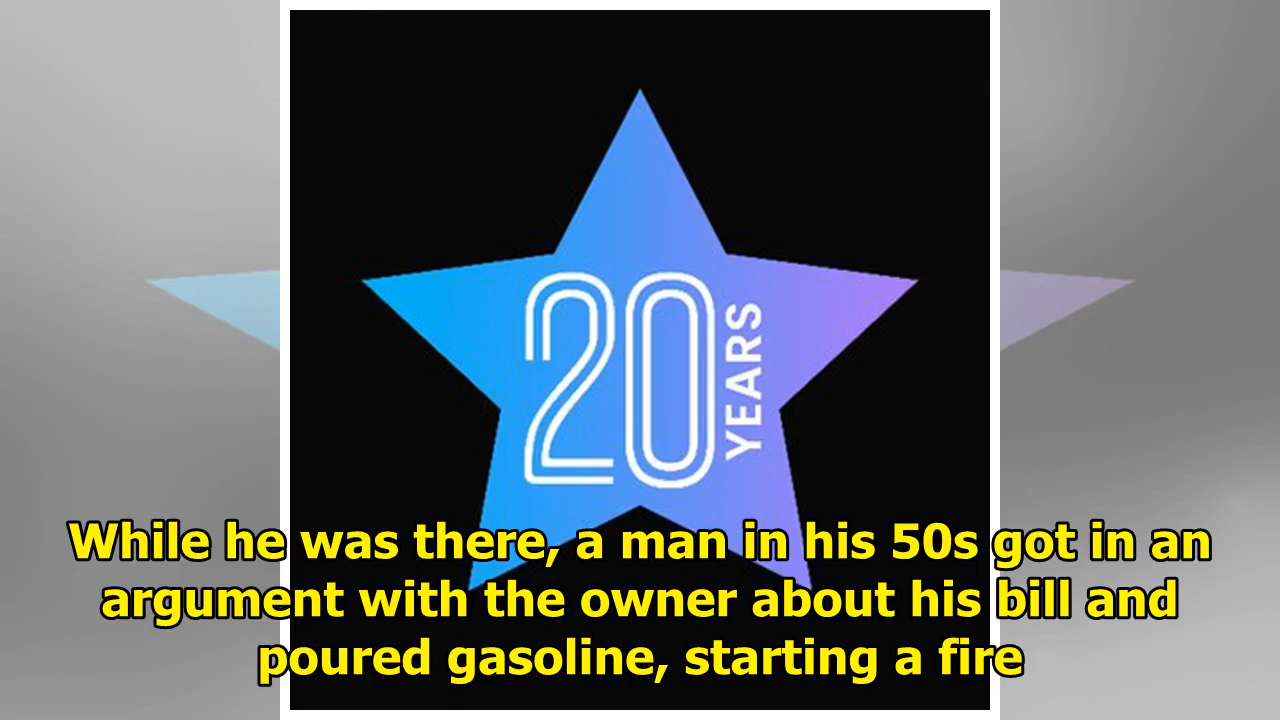 20
YEARS
While he was there, a man in his 50s got in an
argument with the owner about his bill and
poured gasoline, starting a fire